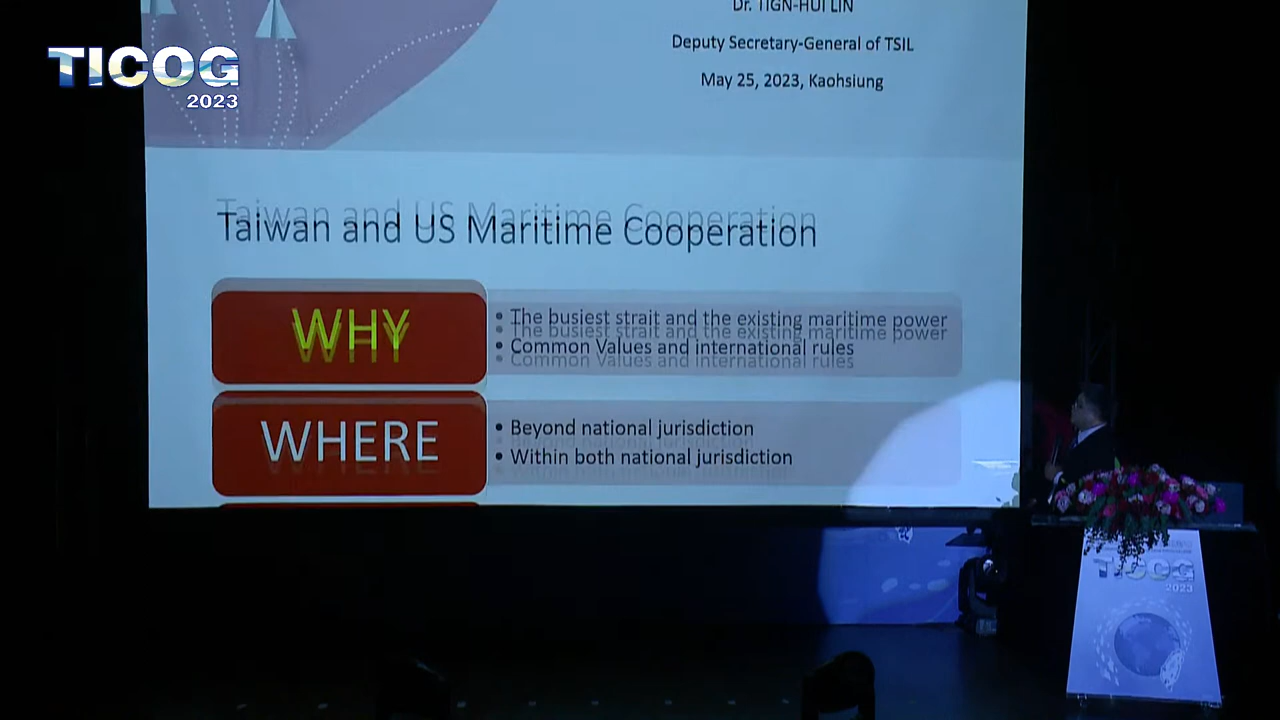 TICOG
2023
Dr. TIGN-HUI LIN
Deputy Secretary-General of TSIL
May 25, 2023, Kaohsiung
Taiwan and US Maritime Cooperation
WHY
• The busiest strait and the existing maritime power
• Common Values and international rules
WHERE
• Beyond national jurisdiction
• Within both national jurisdiction
TICOG
2023